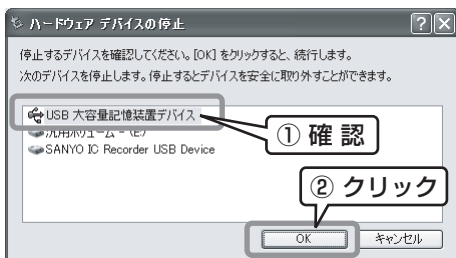 ハードウェア デバイスの停止
停止するデバイスを確認してください。[OK] をクリックすると、続行します。
次のデバイスを停止します。停止するとデバイスを安全に取り外すことができます。
USB 大容量記憶装置デバイス
汎用ボリューム - (E:)
SANYO IC Recorder USB Device
① 確 認
② クリック
OK
キャンセル